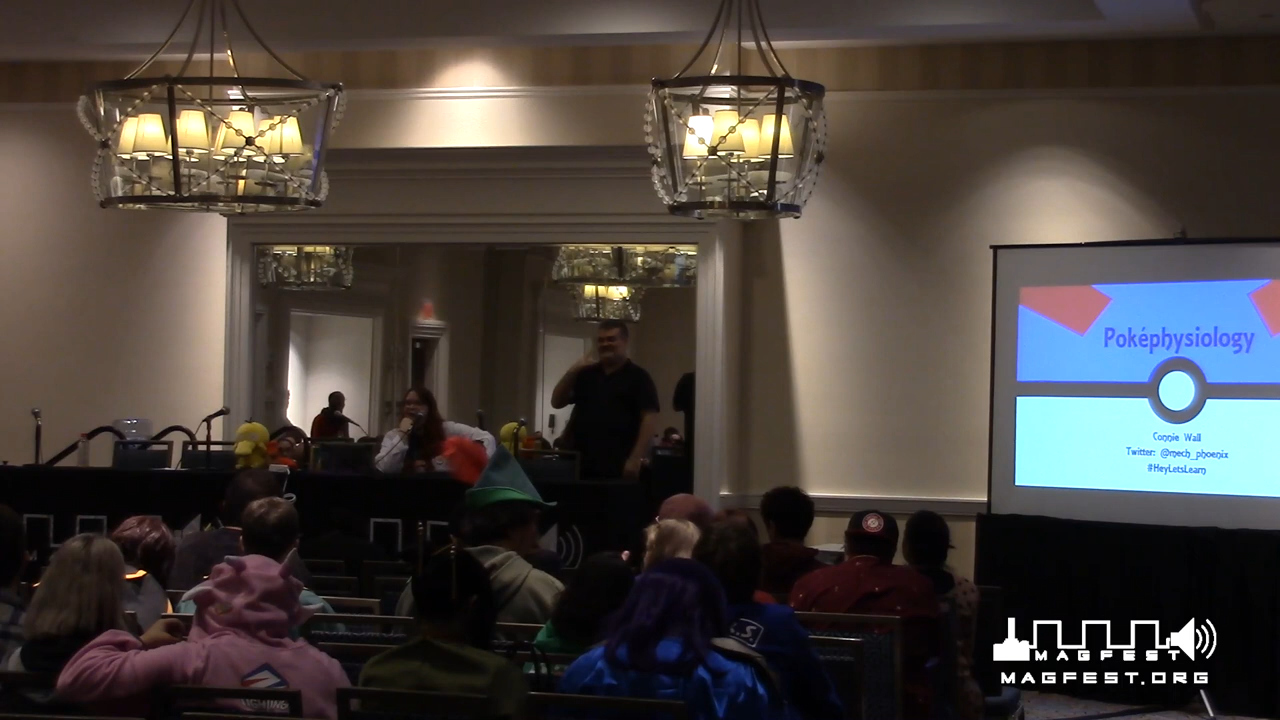 Poképhysiology
Connie Wall
Twitter: @mech_phoenix
#HeyLetsLearn
MAGFEST
MAGFEST.ORG